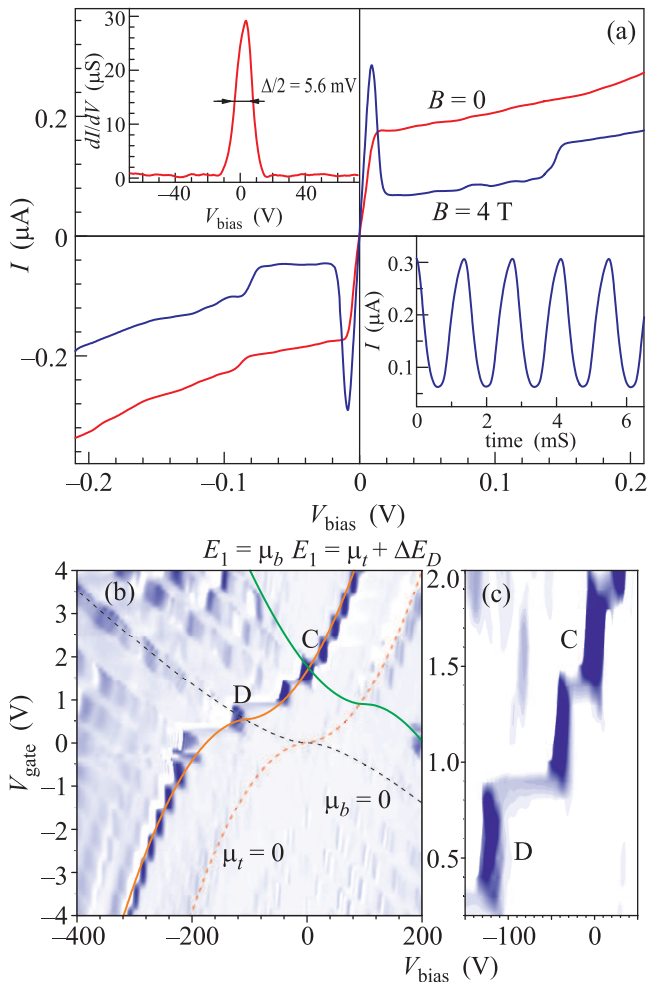 (a)
30
20
10
0
dI/dV (μS)
Δ/2 = 5.6 mV
−40 0 40
V_bias (V)
B = 0
B = 4 T
0.2
0
−0.2
I (μA)
0.3
0.1
I (μA)
0 2 4 6
time (mS)
−0.2 −0.1 0 0.1 0.2
V_bias (V)
E₁ = μ_b E₁ = μ_t + ΔE_D
(b)
4
3
2
1
0
−1
−2
−3
−4
V_gate (V)
C
D
μ_b = 0
μ_t = 0
−400 −200 0 200
(c)
2.0
1.5
1.0
0.5
C
D
−100 0
V_bias (V)